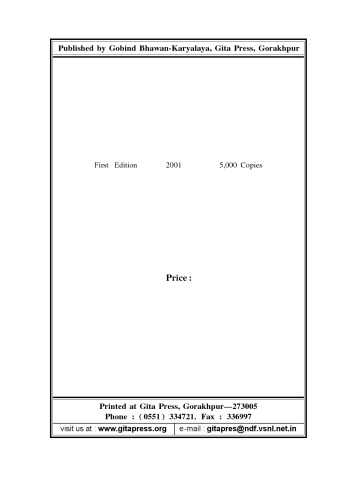 Published by Gobind Bhawan-Karyalaya, Gita Press, Gorakhpur
First Edition 2001 5,000 Copies
Price :
Printed at Gita Press, Gorakhpur—273005
Phone : (0551) 334721. Fax : 336997
visit us at : www.gitapress.org e-mail : gitapres@ndf.vsnl.net.in